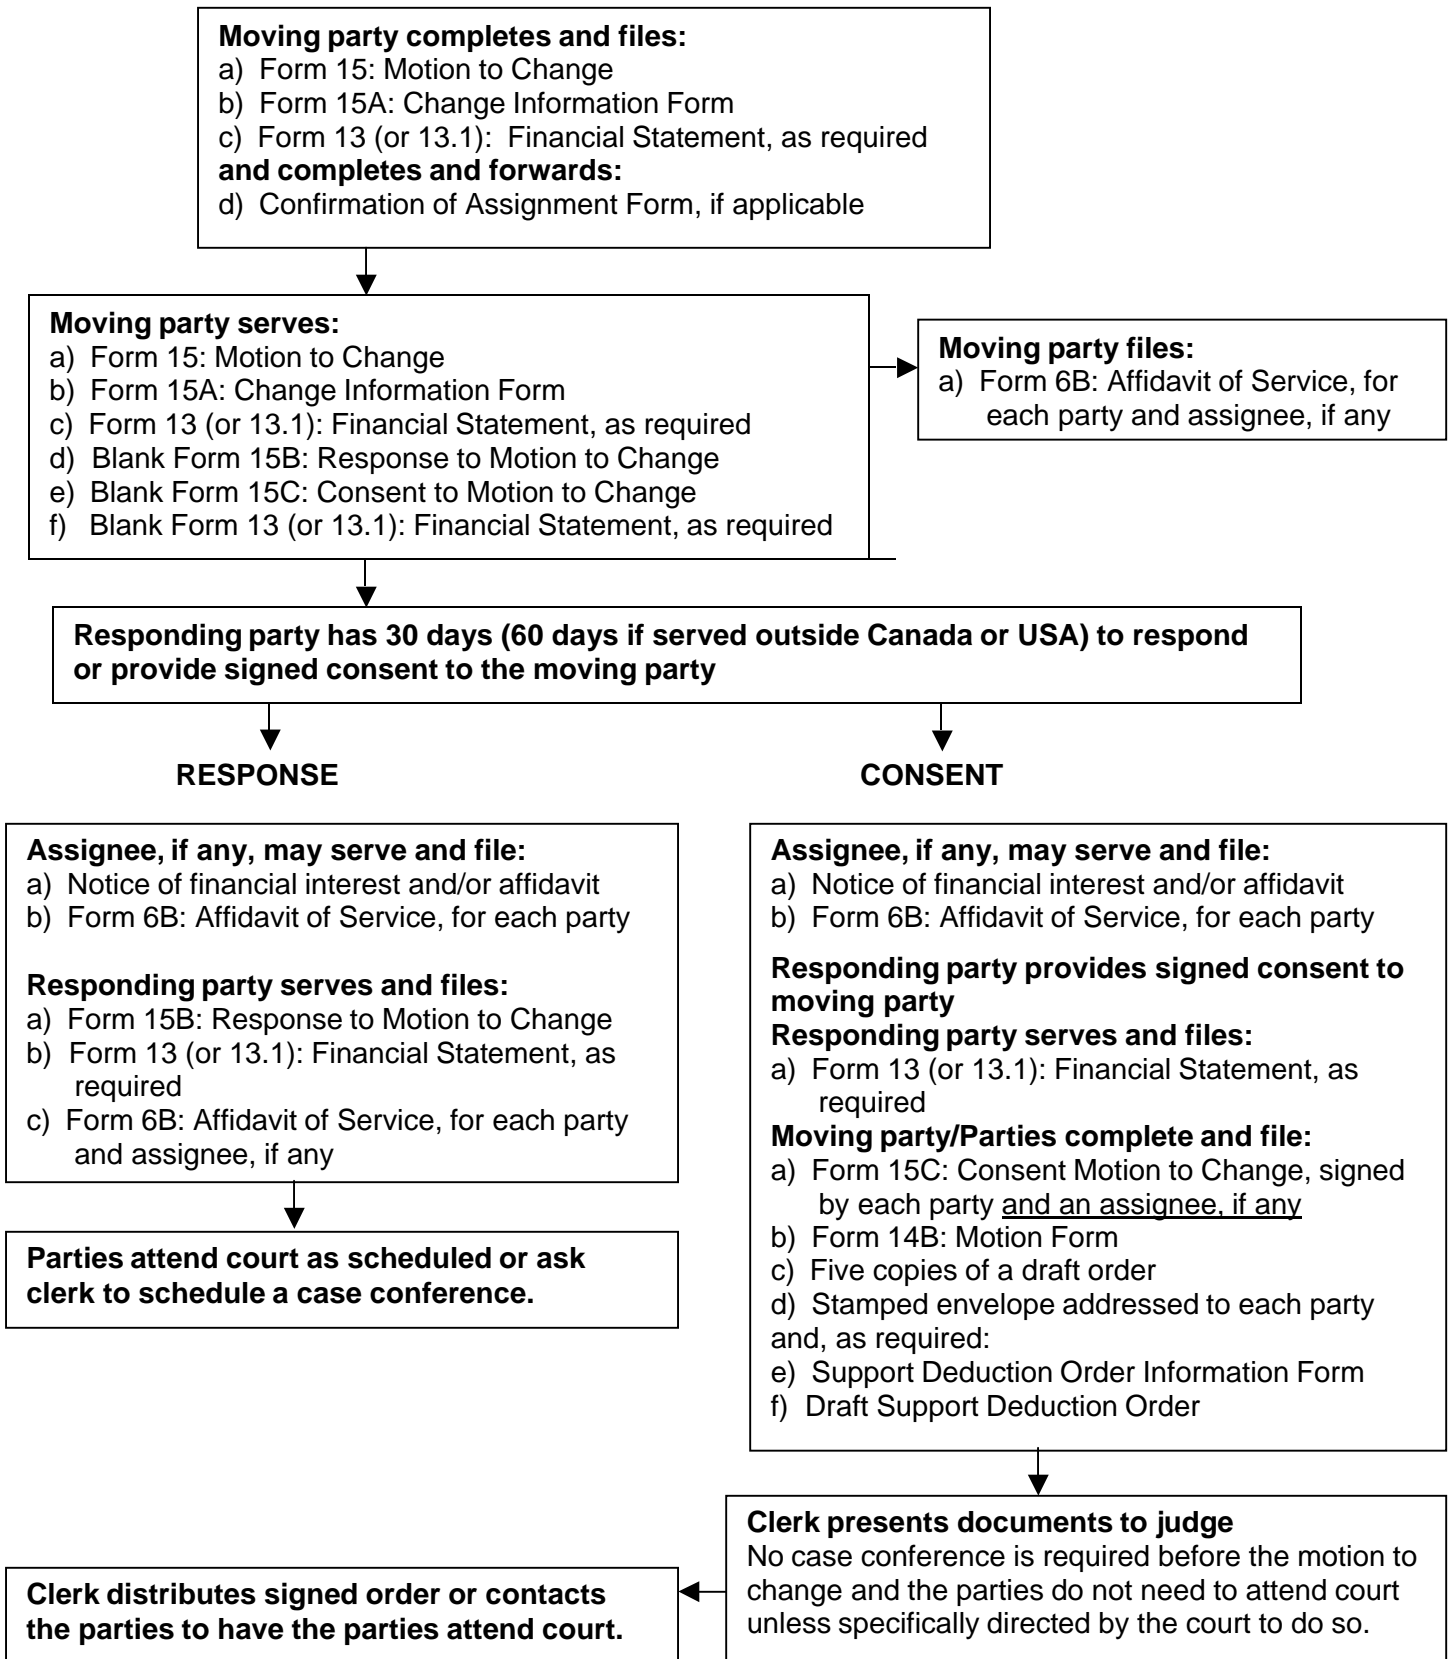 Moving party completes and files:
a) Form 15: Motion to Change
b) Form 15A: Change Information Form
c) Form 13 (or 13.1): Financial Statement, as required
and completes and forwards:
d) Confirmation of Assignment Form, if applicable
Moving party serves:
a) Form 15: Motion to Change
b) Form 15A: Change Information Form
c) Form 13 (or 13.1): Financial Statement, as required
d) Blank Form 15B: Response to Motion to Change
e) Blank Form 15C: Consent to Motion to Change
f) Blank Form 13 (or 13.1): Financial Statement, as required
Moving party files:
a) Form 6B: Affidavit of Service, for
each party and assignee, if any
Responding party has 30 days (60 days if served outside Canada or USA) to respond
or provide signed consent to the moving party
RESPONSE
Assignee, if any, may serve and file:
a) Notice of financial interest and/or affidavit
b) Form 6B: Affidavit of Service, for each party
Responding party serves and files:
a) Form 15B: Response to Motion to Change
b) Form 13 (or 13.1): Financial Statement, as
required
c) Form 6B: Affidavit of Service, for each party
and assignee, if any
Parties attend court as scheduled or ask
clerk to schedule a case conference.
CONSENT
Assignee, if any, may serve and file:
a) Notice of financial interest and/or affidavit
b) Form 6B: Affidavit of Service, for each party
Responding party provides signed consent to
moving party
Responding party serves and files:
a) Form 13 (or 13.1): Financial Statement, as
required
Moving party/Parties complete and file:
a) Form 15C: Consent Motion to Change, signed
by each party and an assignee, if any
b) Form 14B: Motion Form
c) Five copies of a draft order
d) Stamped envelope addressed to each party
and, as required:
e) Support Deduction Order Information Form
f) Draft Support Deduction Order
Clerk presents documents to judge
No case conference is required before the motion to
change and the parties do not need to attend court
unless specifically directed by the court to do so.
Clerk distributes signed order or contacts
the parties to have the parties attend court.